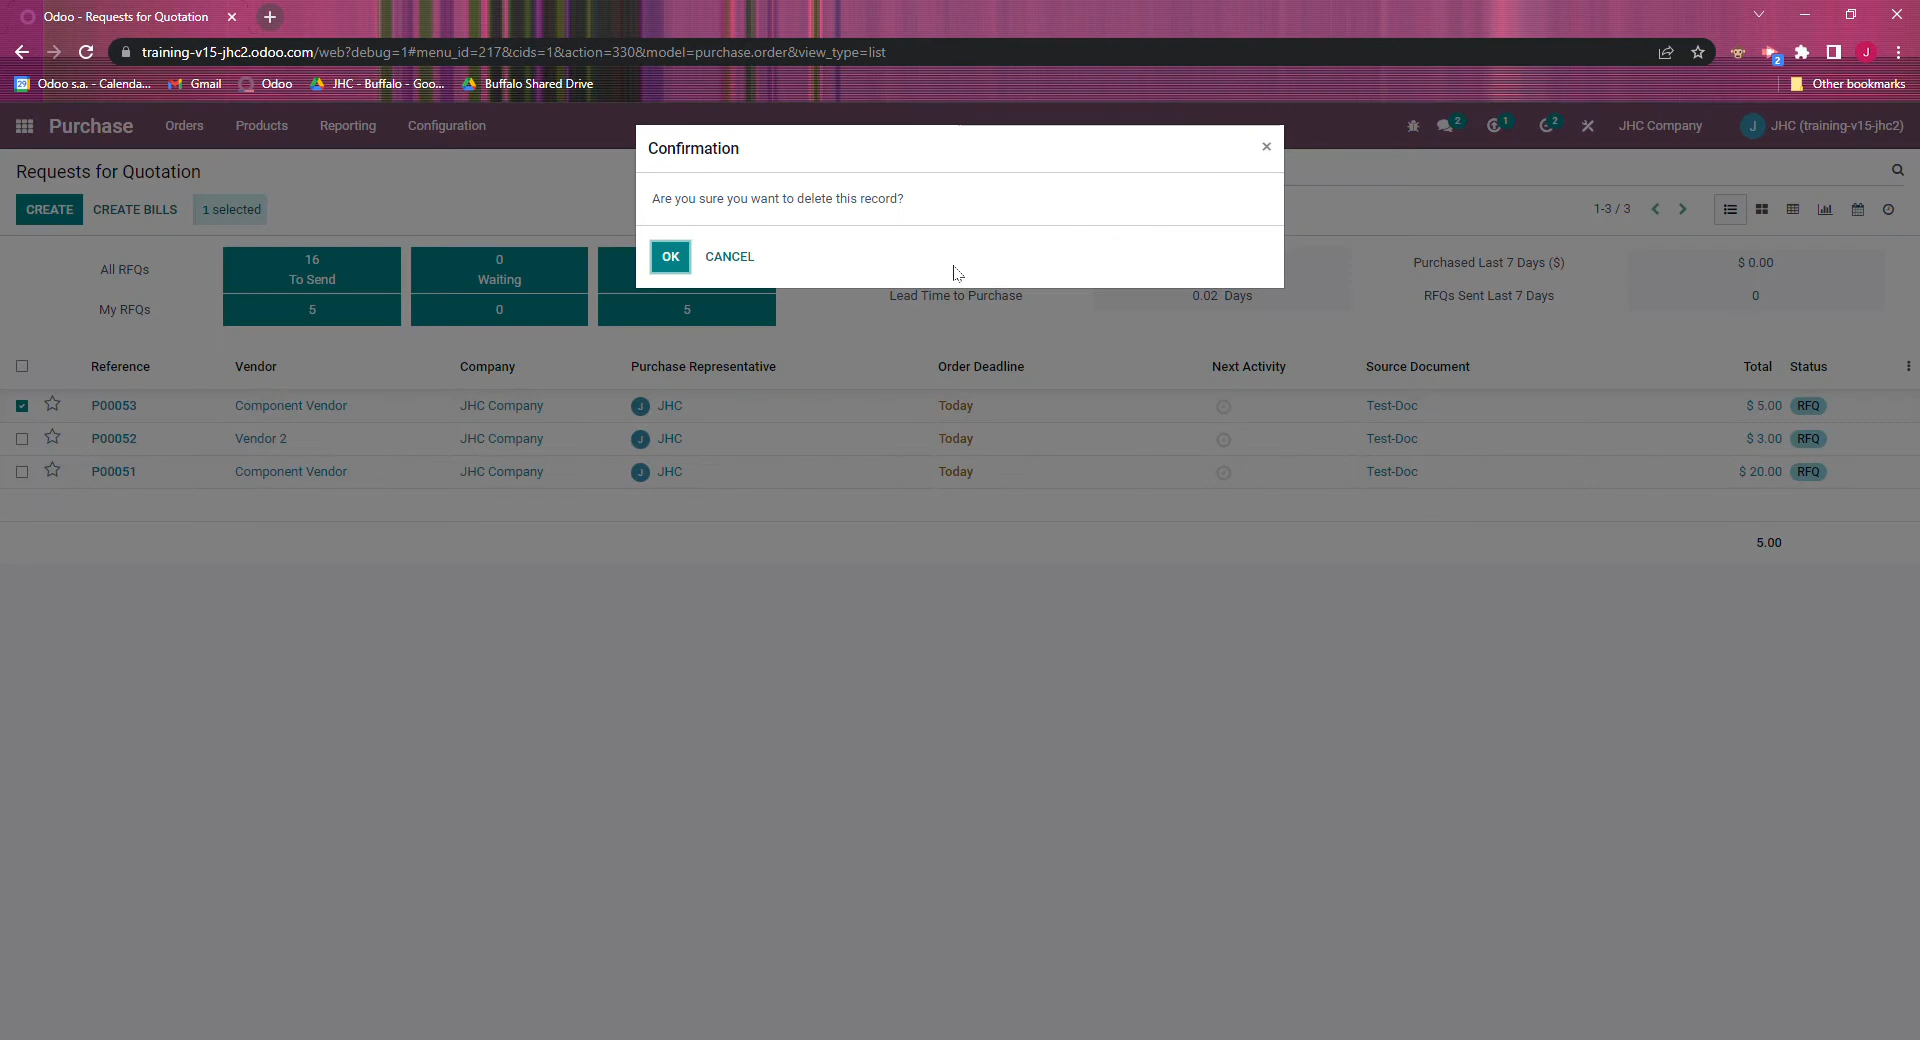 Odoo - Requests for Quotation
training-v15-jhc2.odoo.com/web?debug=1#menu_id=217&cids=1&action=330&model=purchase.order&view_type=list
2
J
29 Odoo s.a. - Calenda...
Gmail
Odoo
JHC - Buffalo - Goo...
Buffalo Shared Drive
Other bookmarks
Purchase
Orders
Products
Reporting
Configuration
2
1
2
JHC Company
J JHC (training-v15-jhc2)
Requests for Quotation
CREATE
CREATE BILLS
1 selected
1-3 / 3
Confirmation
×
Are you sure you want to delete this record?
OK
CANCEL
All RFQs
16
To Send
0
Waiting
My RFQs
5
0
5
Lead Time to Purchase
0.02 Days
Purchased Last 7 Days ($)
$ 0.00
RFQs Sent Last 7 Days
0
Reference Vendor Company Purchase Representative Order Deadline Next Activity Source Document Total Status
P00053 Component Vendor JHC Company J JHC Today Test-Doc $ 5.00 RFQ
P00052 Vendor 2 JHC Company J JHC Today Test-Doc $ 3.00 RFQ
P00051 Component Vendor JHC Company J JHC Today Test-Doc $ 20.00 RFQ
5.00